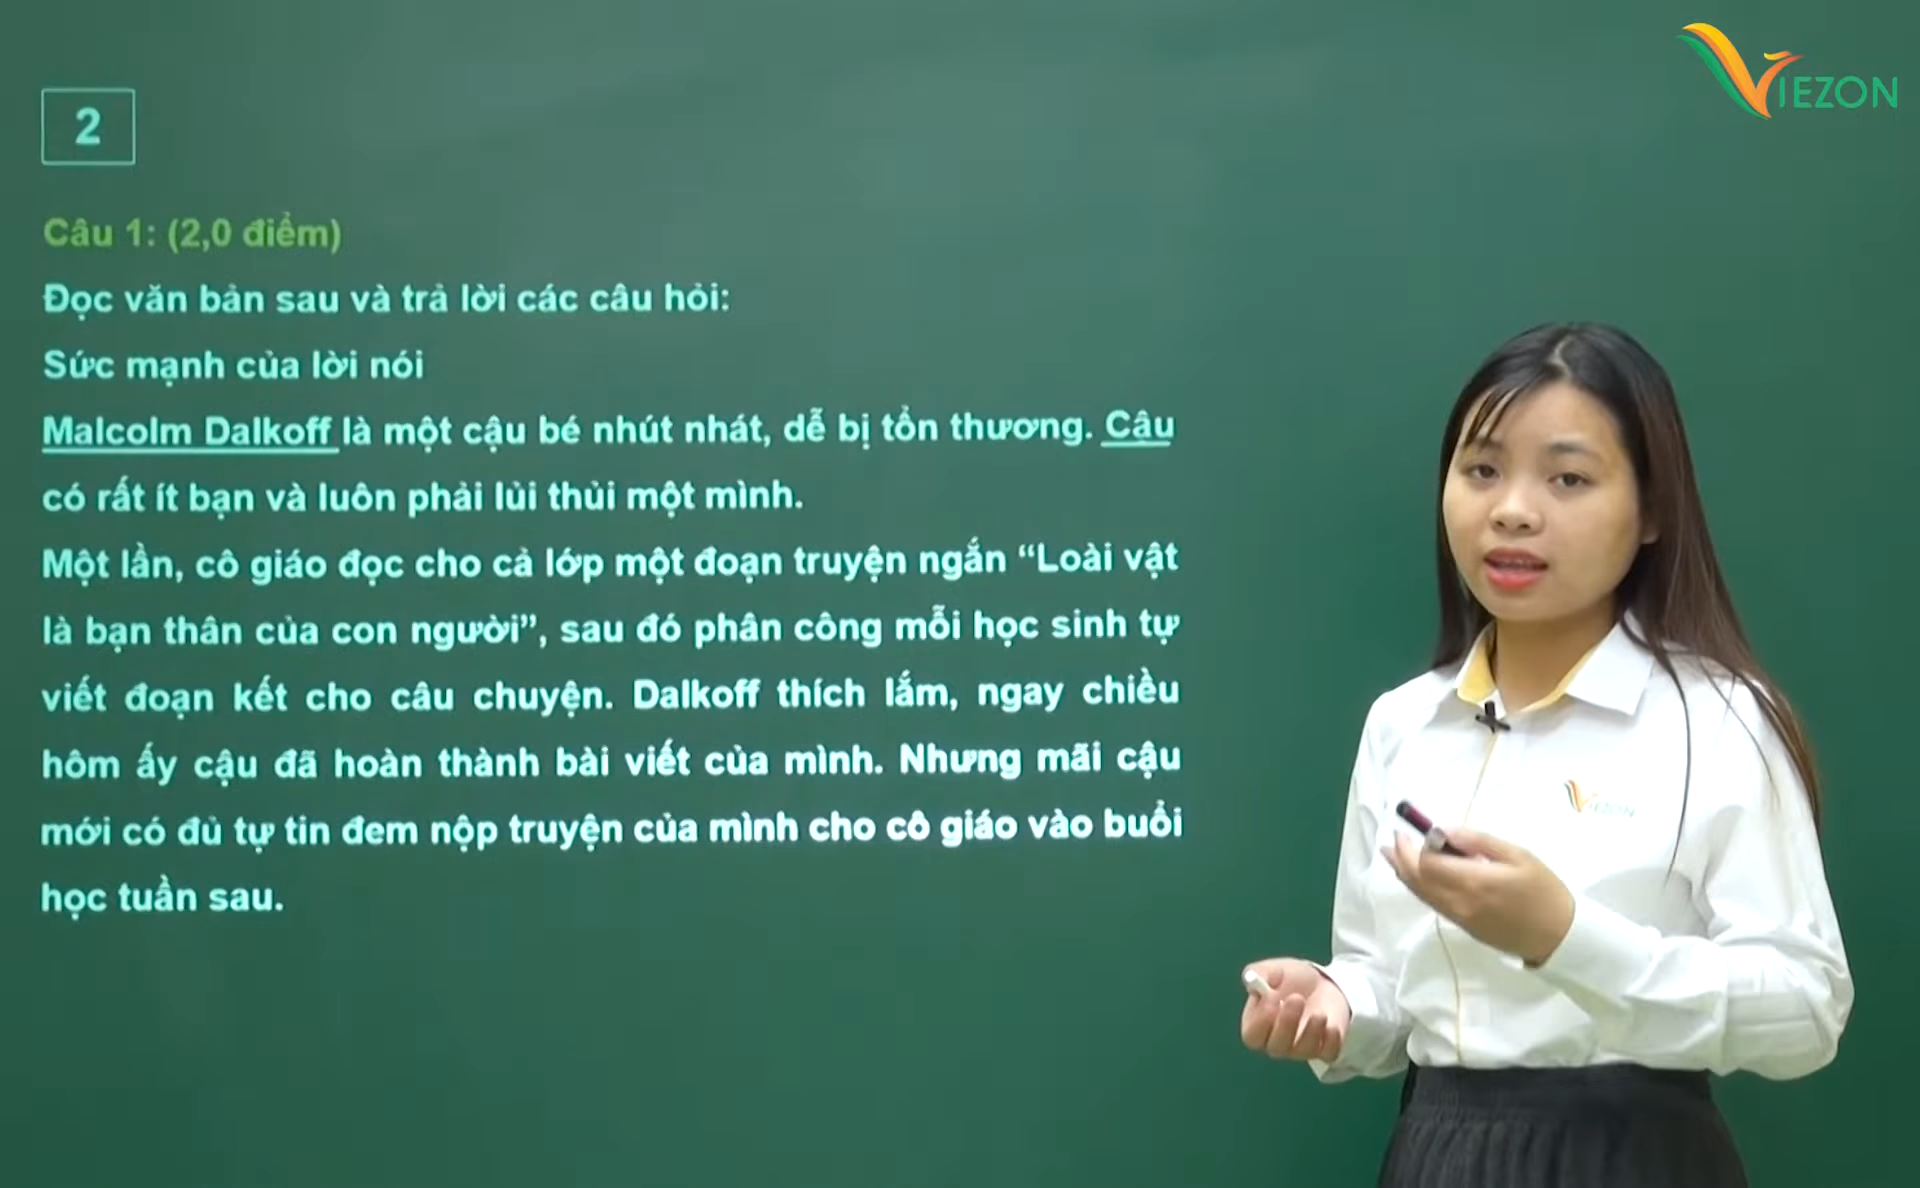 VIEZON
2
Câu 1: (2,0 điểm)
Đọc văn bản sau và trả lời các câu hỏi:
Sức mạnh của lời nói
Malcolm Dalkoff là một cậu bé nhút nhát, dễ bị tổn thương. Câu
có rất ít bạn và luôn phải lủi thủi một mình.
Một lần, cô giáo đọc cho cả lớp một đoạn truyện ngắn “Loài vật
là bạn thân của con người”, sau đó phân công mỗi học sinh tự
viết đoạn kết cho câu chuyện. Dalkoff thích lắm, ngay chiều
hôm ấy cậu đã hoàn thành bài viết của mình. Nhưng mãi cậu
mới có đủ tự tin đem nộp truyện của mình cho cô giáo vào buổi
học tuần sau.
VIEZON